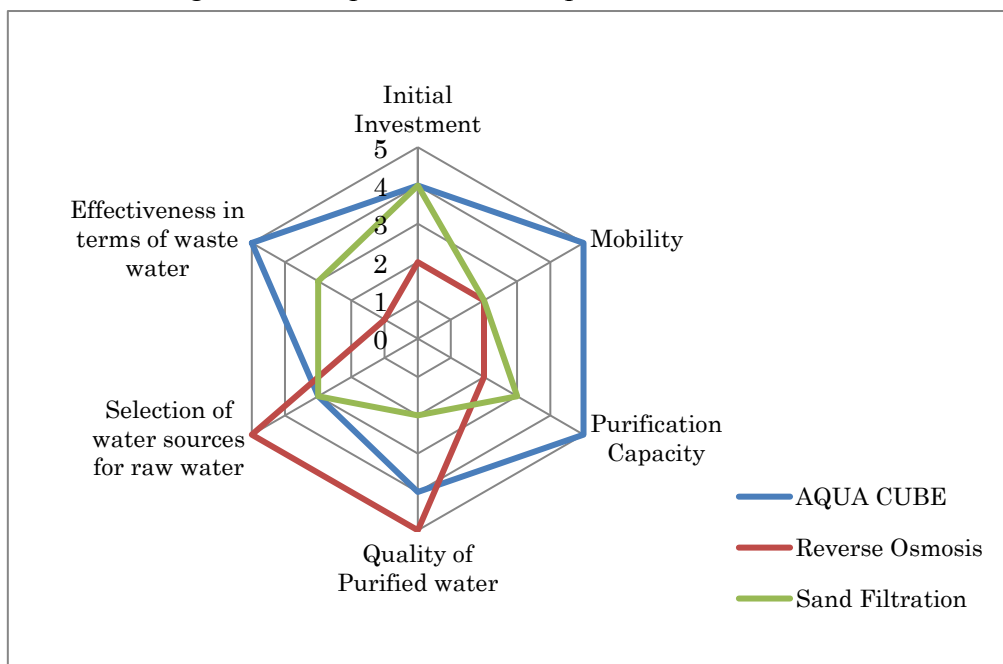 Initial
Investment
5
4
3
2
1
0
Mobility
Purification
Capacity
Quality of
Purified water
Selection of
water sources
for raw water
Effectiveness in
terms of waste
water
AQUA CUBE
Reverse Osmosis
Sand Filtration